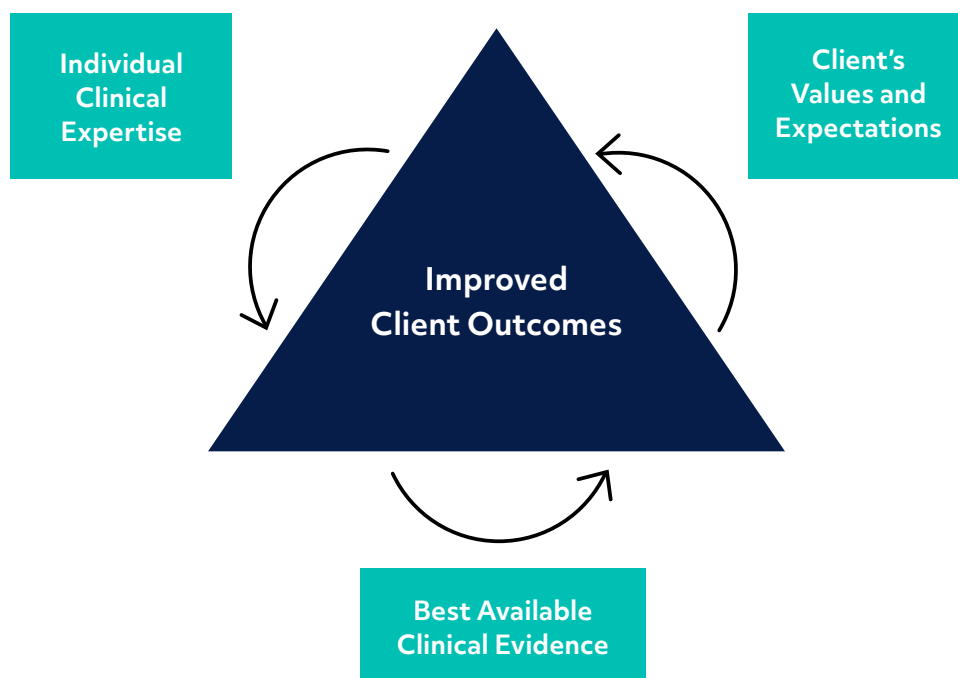 Individual
Clinical
Expertise
Client’s
Values and
Expectations
Improved
Client Outcomes
Best Available
Clinical Evidence